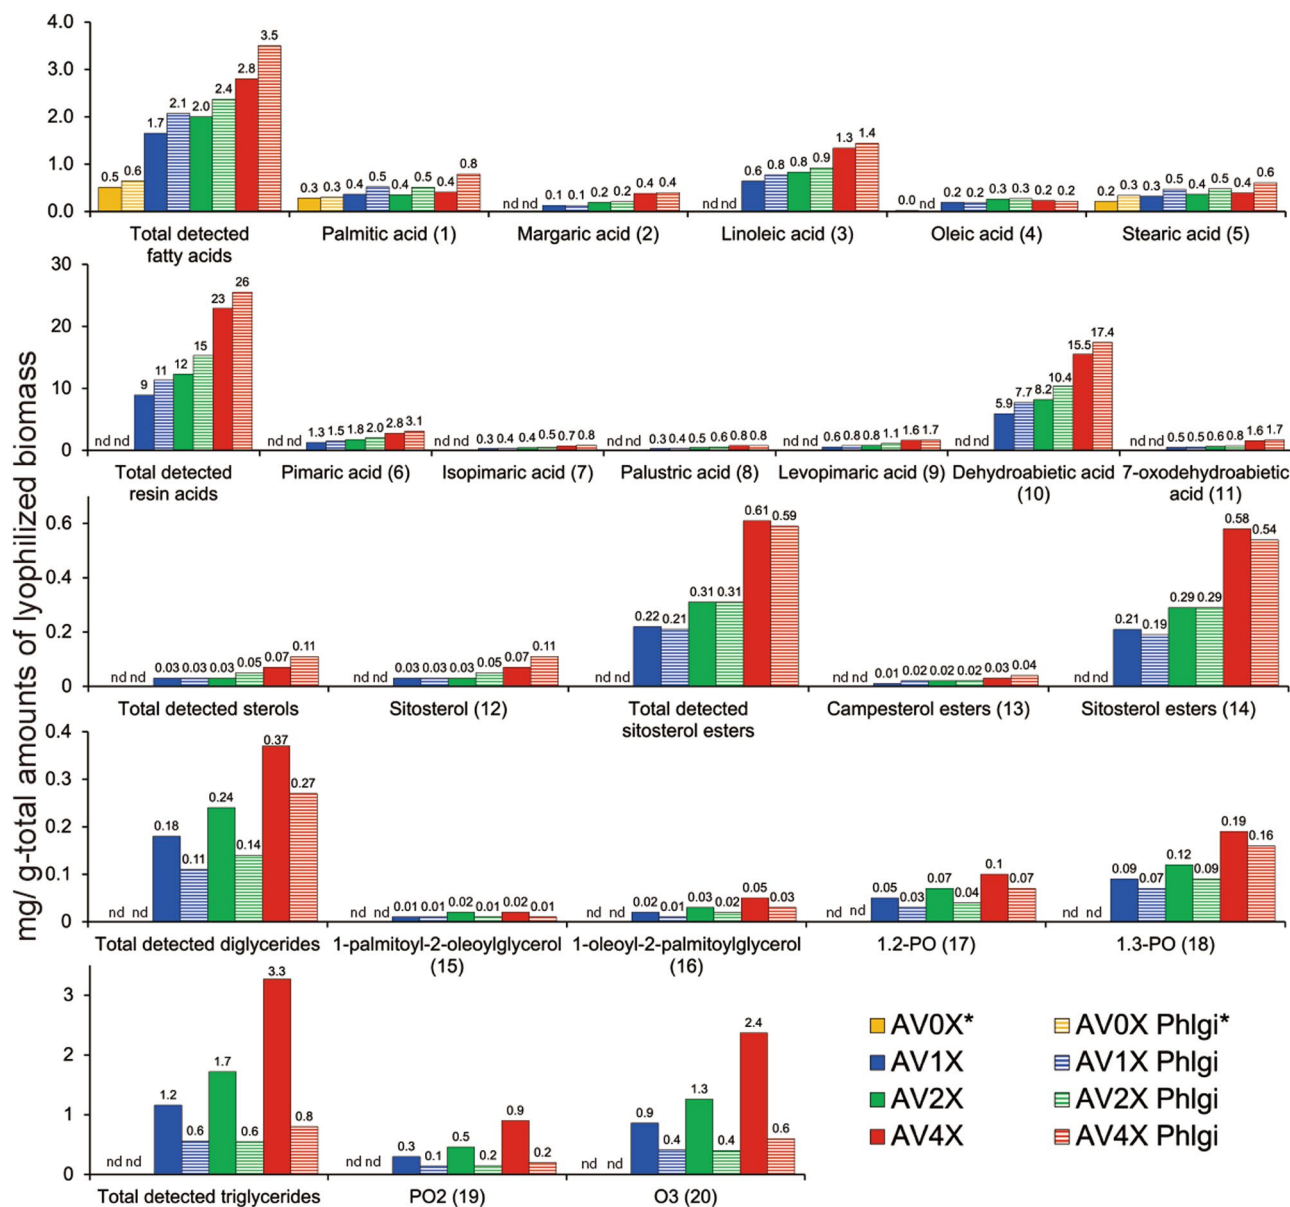 mg/ g-total amounts of lyophilized biomass
4.0
3.0
2.0
1.0
0.0
0.5 0.6 1.7 2.1 2.0 2.4 2.8 3.5
0.3 0.3 0.4 0.5 0.4 0.5 0.4 0.8
nd nd 0.1 0.1 0.2 0.2 0.4 0.4
nd nd 0.6 0.8 0.8 0.9 1.3 1.4
0.0 nd 0.2 0.2 0.3 0.3 0.2 0.2
0.2 0.3 0.3 0.5 0.4 0.5 0.4 0.6
Total detected
fatty acids
Palmitic acid (1)
Margaric acid (2)
Linoleic acid (3)
Oleic acid (4)
Stearic acid (5)
30
20
10
0
nd nd 9 11 12 15 23 26
nd nd 1.3 1.5 1.8 2.0 2.8 3.1
nd nd 0.3 0.4 0.4 0.5 0.7 0.8
nd nd 0.3 0.4 0.5 0.6 0.8 0.8
nd nd 0.6 0.8 0.8 1.1 1.6 1.7
nd nd 5.9 7.7 8.2 10.4 15.5 17.4
nd nd 0.5 0.5 0.6 0.8 1.6 1.7
Total detected
resin acids
Pimaric acid (6)
Isopimaric acid (7)
Palustric acid (8)
Levopimaric acid (9)
Dehydroabietic acid
(10)
7-oxodehydroabietic
acid (11)
0.6
0.4
0.2
0
nd nd 0.03 0.03 0.03 0.05 0.07 0.11
nd nd 0.03 0.03 0.03 0.05 0.07 0.11
nd nd 0.22 0.21 0.31 0.31 0.61 0.59
nd nd 0.01 0.02 0.02 0.02 0.03 0.04
nd nd 0.21 0.19 0.29 0.29 0.58 0.54
Total detected sterols
Sitosterol (12)
Total detected
sitosterol esters
Campesterol esters (13)
Sitosterol esters (14)
0.4
0.3
0.2
0.1
0
nd nd 0.18 0.11 0.24 0.14 0.37 0.27
nd nd 0.01 0.01 0.02 0.01 0.02 0.01
nd nd 0.02 0.01 0.03 0.02 0.05 0.03
nd nd 0.05 0.03 0.07 0.04 0.1 0.07
nd nd 0.09 0.07 0.12 0.09 0.19 0.16
Total detected diglycerides
1-palmitoyl-2-oleoylglycerol
(15)
1-oleoyl-2-palmitoylglycerol
(16)
1.2-PO (17)
1.3-PO (18)
3
2
1
0
nd nd 1.2 0.6 1.7 0.6 3.3 0.8
nd nd 0.3 0.1 0.5 0.2 0.9 0.2
nd nd 0.9 0.4 1.3 0.4 2.4 0.6
Total detected triglycerides
PO2 (19)
O3 (20)
AV0X* AV0X Phlgi*
AV1X AV1X Phlgi
AV2X AV2X Phlgi
AV4X AV4X Phlgi